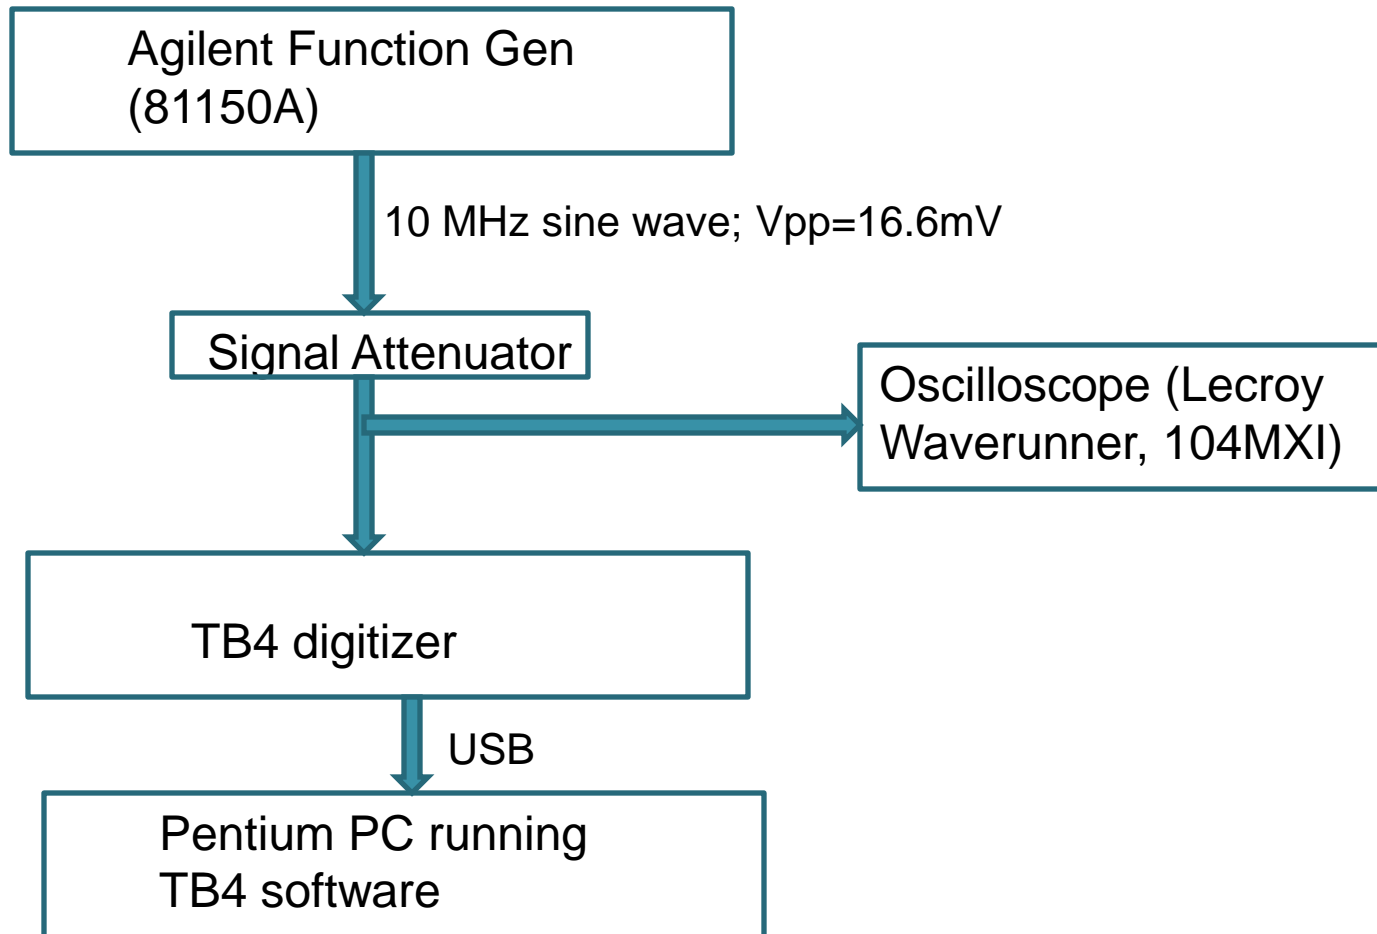 Agilent Function Gen
(81150A)
10 MHz sine wave; Vpp=16.6mV
Signal Attenuator
Oscilloscope (Lecroy
Waverunner, 104MXI)
TB4 digitizer
USB
Pentium PC running
TB4 software